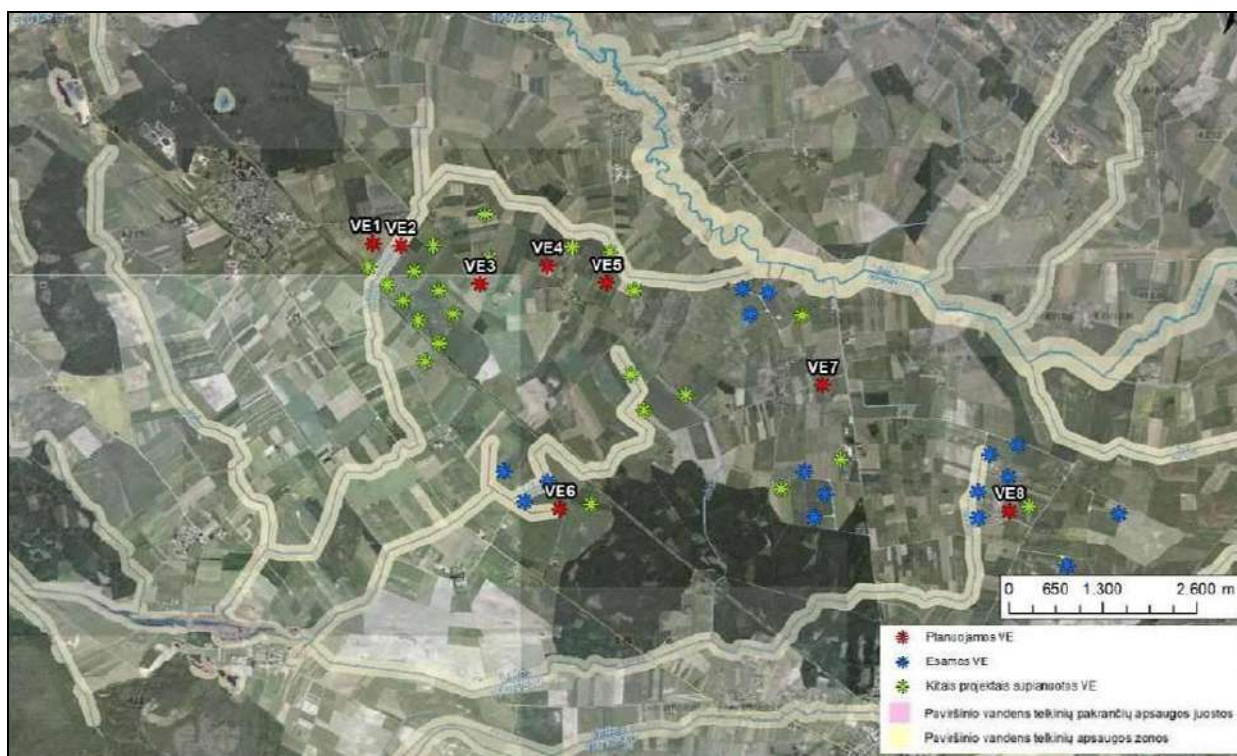 VE1
VE2
VE3
VE4
VE5
VE6
VE7
VE8
0 650 1.300 2.600 m
Planuojamos VE
Esamos VE
Kitais projektais suplanuotos VE
Paviršinio vandens telkinių pakrančių apsaugos juostos
Paviršinio vandens telkinių apsaugos zonos